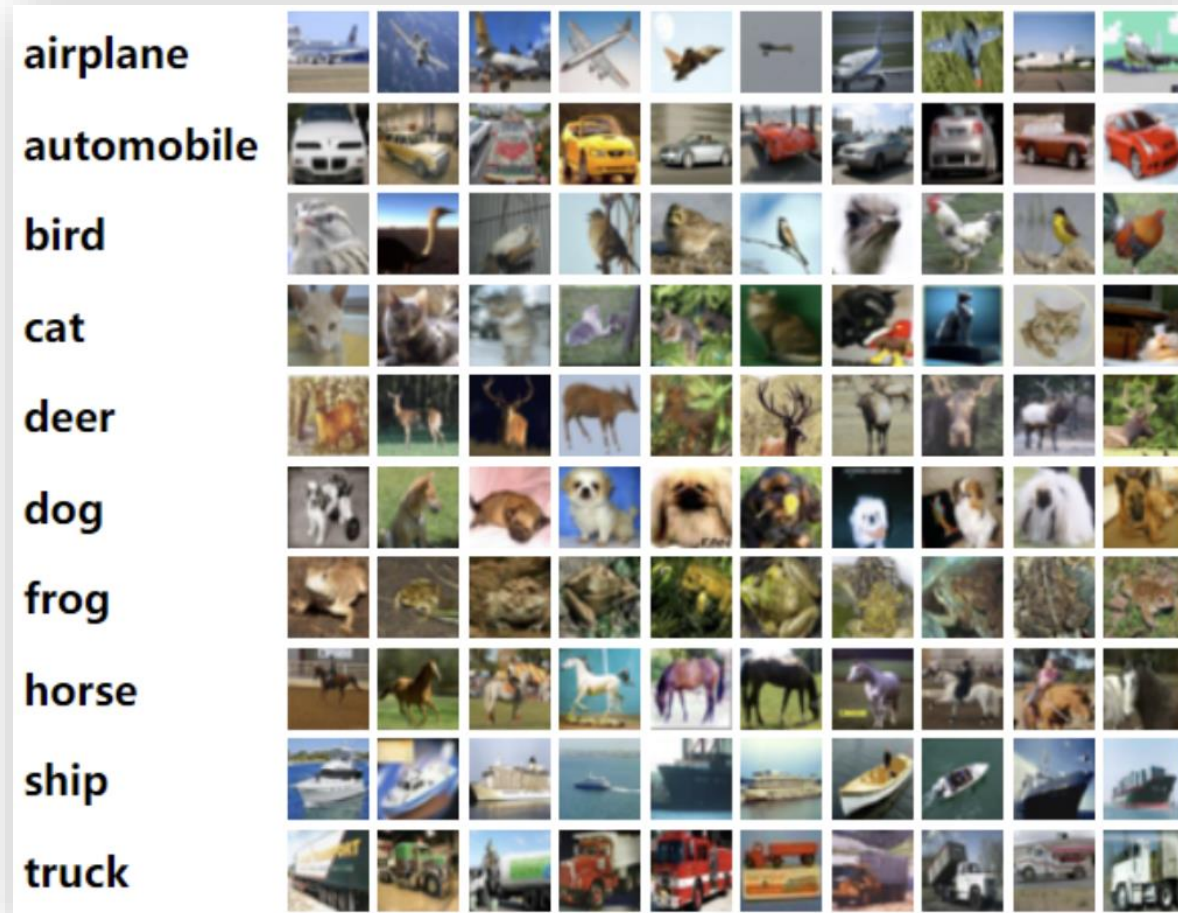 airplane
automobile
bird
cat
deer
dog
frog
horse
ship
truck